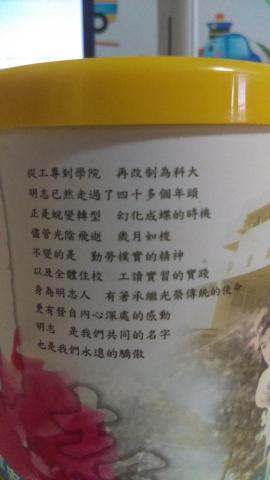 從工專到學院　再改制為科大
明志已然走過了四十多個年頭
正是蛻變轉型　幻化成蝶的時機
儘管光陰飛逝　歲月如梭
不變的是　勤勞樸實的精神
以及全體住校　工讀實習的實踐
身為明志人　有著承繼光榮傳統的使命
更有發自內心深處的感動
明志　是我們共同的名字
也是我們永遠的驕傲